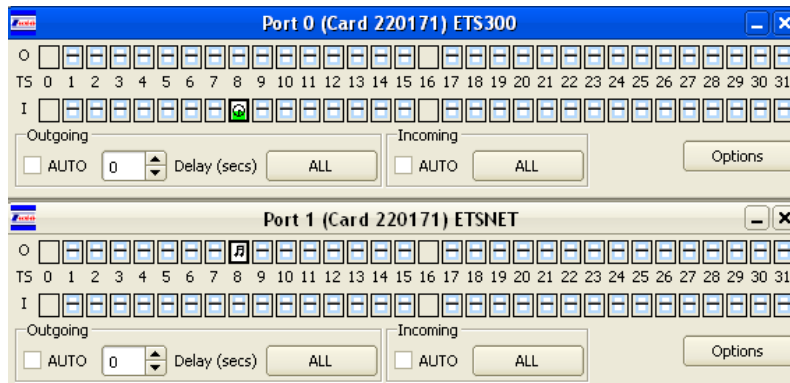 Port 0 (Card 220171) ETS300
O
TS 0 1 2 3 4 5 6 7 8 9 10 11 12 13 14 15 16 17 18 19 20 21 22 23 24 25 26 27 28 29 30 31
I
Outgoing Incoming
AUTO 0 Delay (secs) ALL AUTO ALL Options
Port 1 (Card 220171) ETSNET
O
TS 0 1 2 3 4 5 6 7 8 9 10 11 12 13 14 15 16 17 18 19 20 21 22 23 24 25 26 27 28 29 30 31
I
Outgoing Incoming
AUTO 0 Delay (secs) ALL AUTO ALL Options